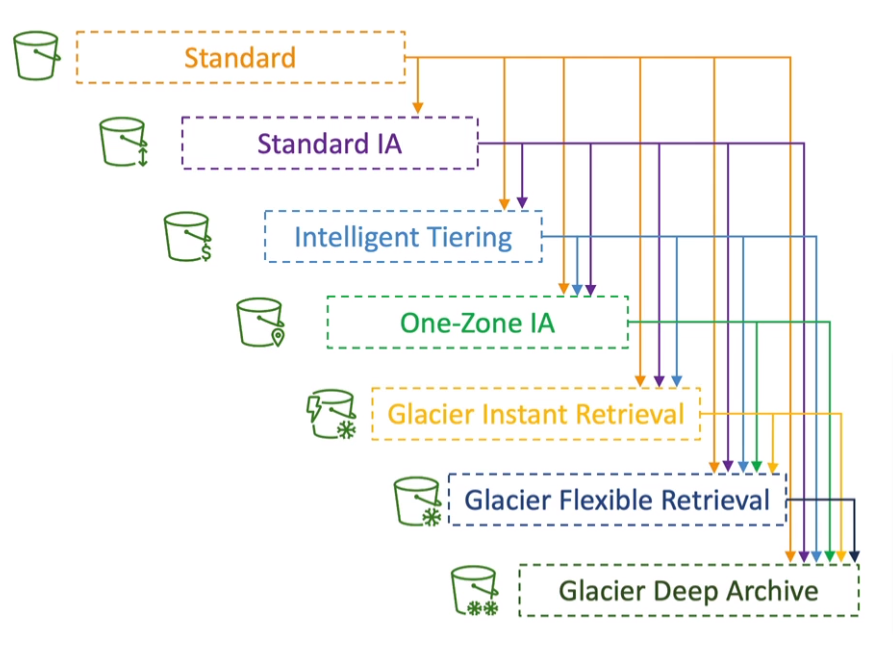 Standard
Standard IA
Intelligent Tiering
One-Zone IA
Glacier Instant Retrieval
Glacier Flexible Retrieval
Glacier Deep Archive